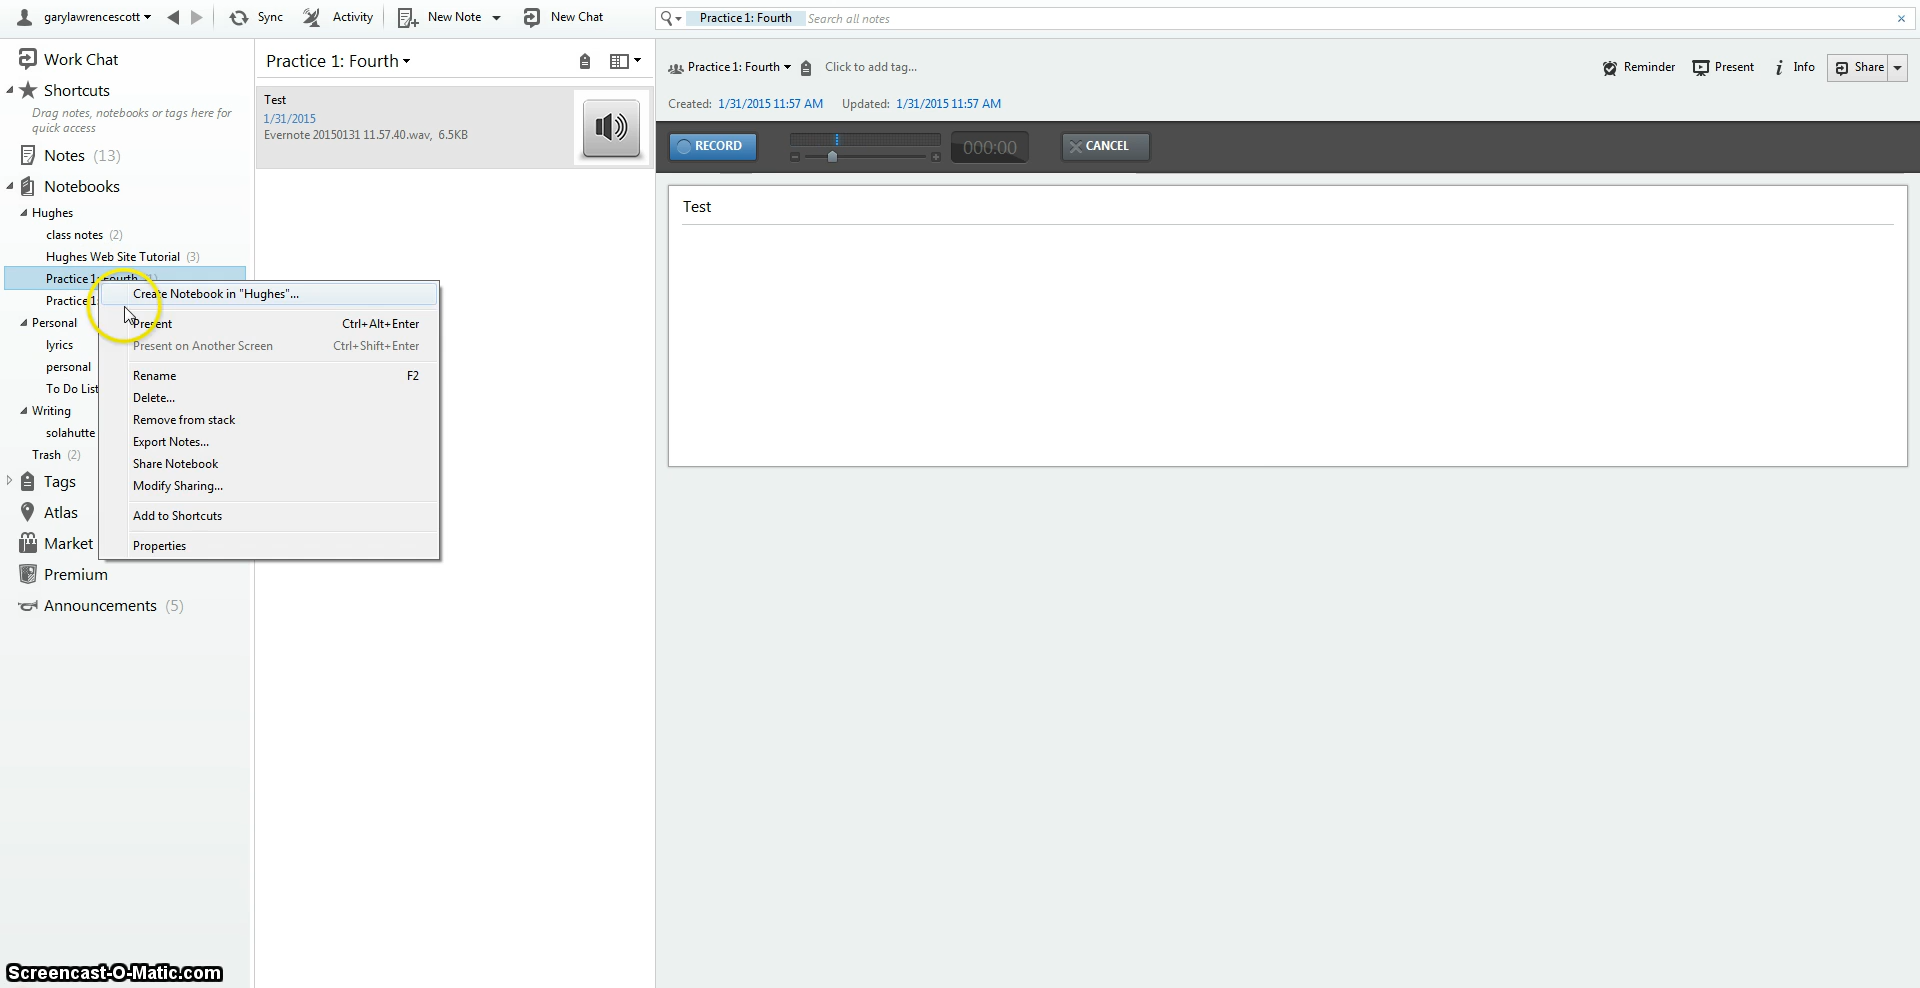 garylawrencescott
Sync
Activity
New Note
New Chat
Practice 1: Fourth
Search all notes
Work Chat
Shortcuts
Drag notes, notebooks or tags here for
quick access
Notes (13)
Notebooks
Hughes
class notes (2)
Hughes Web Site Tutorial (3)
Practice 1: Fourth (1)
Practice 1
Personal
lyrics
personal
To Do List
Writing
solahutte
Trash (2)
Tags
Atlas
Market
Premium
Announcements (5)
Create Notebook in "Hughes"...
Present Ctrl+Alt+Enter
Present on Another Screen Ctrl+Shift+Enter
Rename F2
Delete...
Remove from stack
Export Notes...
Share Notebook
Modify Sharing...
Add to Shortcuts
Properties
Practice 1: Fourth
Test
1/31/2015
Evernote 20150131 11.57.40.wav, 6.5KB
Practice 1: Fourth
Click to add tag...
Reminder
Present
Info
Share
Created: 1/31/2015 11:57 AM Updated: 1/31/2015 11:57 AM
RECORD
000:00
CANCEL
Test
Screencast-O-Matic.com